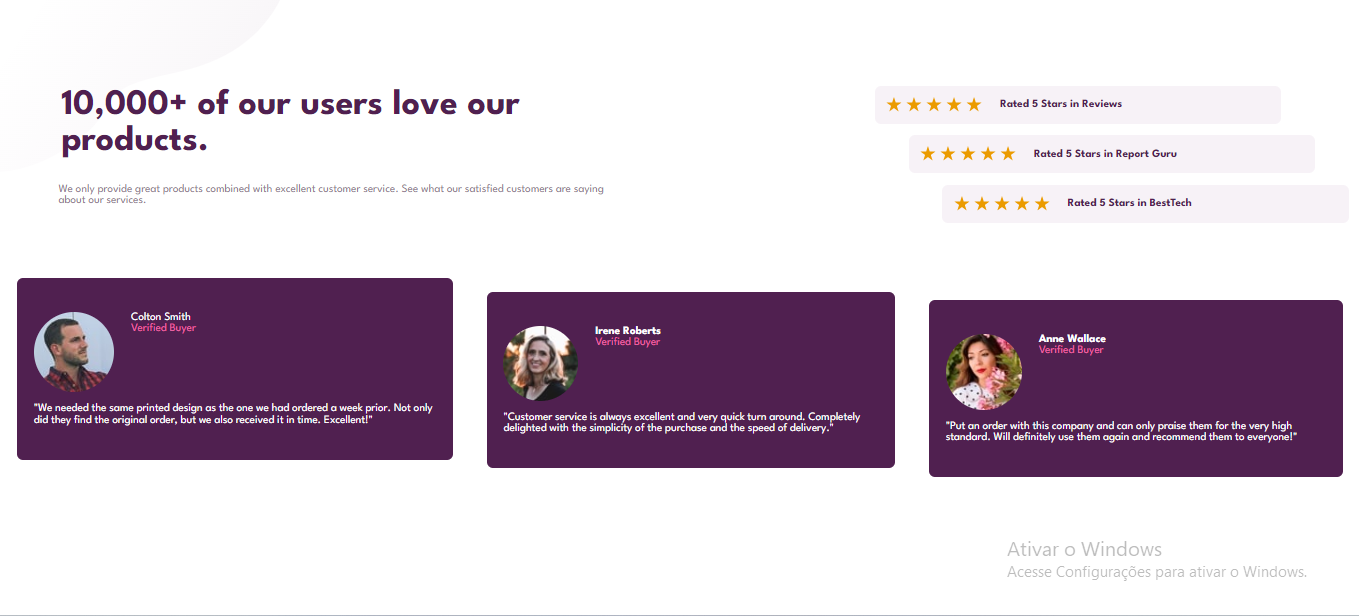 10,000+ of our users love our
products.
We only provide great products combined with excellent customer service. See what our satisfied customers are saying
about our services.
Rated 5 Stars in Reviews
Rated 5 Stars in Report Guru
Rated 5 Stars in BestTech
Colton Smith
Verified Buyer
"We needed the same printed design as the one we had ordered a week prior. Not only
did they find the original order, but we also received it in time. Excellent!"
Irene Roberts
Verified Buyer
"Customer service is always excellent and very quick turn around. Completely
delighted with the simplicity of the purchase and the speed of delivery."
Anne Wallace
Verified Buyer
"Put an order with this company and can only praise them for the very high
standard. Will definitely use them again and recommend them to everyone!"
Ativar o Windows
Acesse Configurações para ativar o Windows.